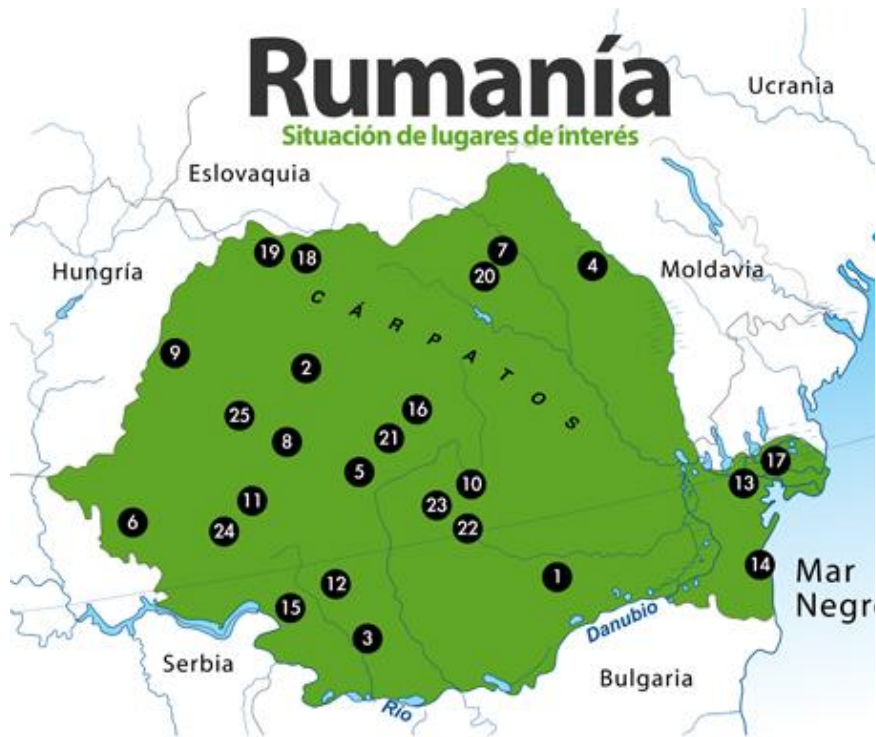 Rumanía
Situación de lugares de interés
Ucrania
Eslovaquia
Hungría
Moldavia
19
18
7
20
4
CÁRPATOS
9
2
25
16
8
21
5
10
17
13
11
23
6
24
22
12
1
14
Mar
Negro
15
3
Danubio
Serbia
Bulgaria
Río